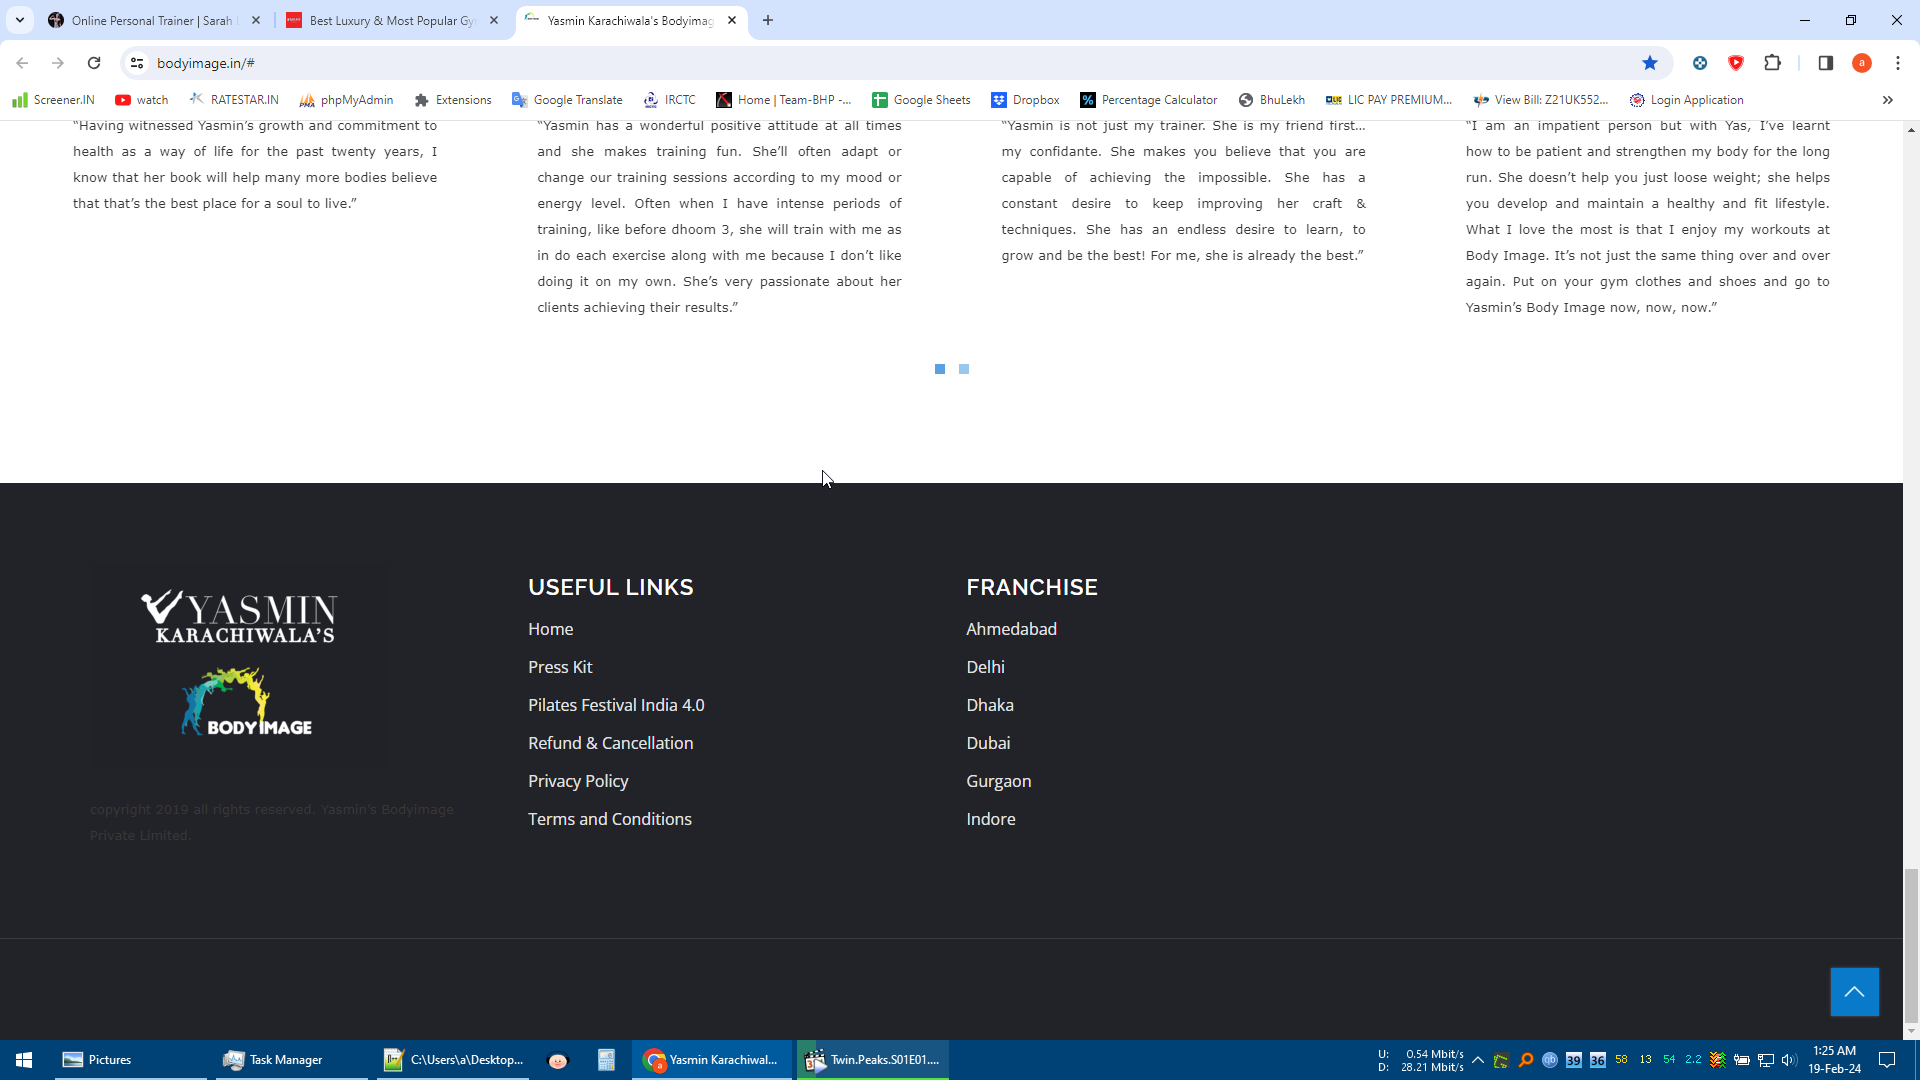 Online Personal Trainer | Sarah
Best Luxury & Most Popular Gy
Yasmin Karachiwala's Bodyimag
bodyimage.in/#
a
Screener.IN
watch
RATESTAR.IN
phpMyAdmin
Extensions
Google Translate
IRCTC
Home | Team-BHP -...
Google Sheets
Dropbox
Percentage Calculator
BhuLekh
LIC PAY PREMIUM...
View Bill: Z21UK552...
Login Application
“Having witnessed Yasmin’s growth and commitment to
health as a way of life for the past twenty years, I
know that her book will help many more bodies believe
that that’s the best place for a soul to live.”
“Yasmin has a wonderful positive attitude at all times
and she makes training fun. She’ll often adapt or
change our training sessions according to my mood or
energy level. Often when I have intense periods of
training, like before dhoom 3, she will train with me as
in do each exercise along with me because I don’t like
doing it on my own. She’s very passionate about her
clients achieving their results.”
“Yasmin is not just my trainer. She is my friend first…
my confidante. She makes you believe that you are
capable of achieving the impossible. She has a
constant desire to keep improving her craft &
techniques. She has an endless desire to learn, to
grow and be the best! For me, she is already the best.”
“I am an impatient person but with Yas, I’ve learnt
how to be patient and strengthen my body for the long
run. She doesn’t help you just loose weight; she helps
you develop and maintain a healthy and fit lifestyle.
What I love the most is that I enjoy my workouts at
Body Image. It’s not just the same thing over and over
again. Put on your gym clothes and shoes and go to
Yasmin’s Body Image now, now, now.”
YASMIN
KARACHIWALA'S
BODY IMAGE
copyright 2019 all rights reserved. Yasmin's Bodyimage
Private Limited.
USEFUL LINKS
Home
Press Kit
Pilates Festival India 4.0
Refund & Cancellation
Privacy Policy
Terms and Conditions
FRANCHISE
Ahmedabad
Delhi
Dhaka
Dubai
Gurgaon
Indore
Pictures
Task Manager
C:\Users\a\Desktop...
Yasmin Karachiwal...
Twin.Peaks.S01E01....
U: 0.54 Mbit/s
D: 28.21 Mbit/s
39
36
58
13
54
2.2
1:25 AM
19-Feb-24